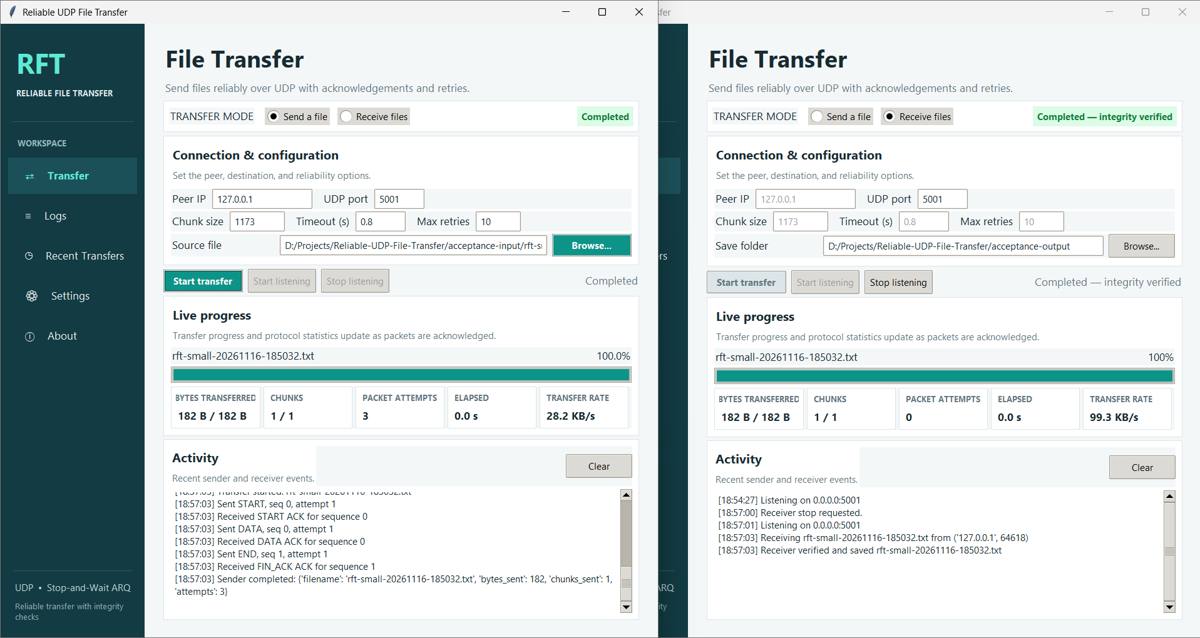 Reliable UDP File Transfer
RFT
RELIABLE FILE TRANSFER
WORKSPACE
Transfer
Logs
Recent Transfers
Settings
About
UDP • Stop-and-Wait ARQ
Reliable transfer with integrity
checks
File Transfer
Send files reliably over UDP with acknowledgements and retries.
TRANSFER MODE Send a file Receive files Completed
Connection & configuration
Set the peer, destination, and reliability options.
Peer IP 127.0.0.1 UDP port 5001
Chunk size 1173 Timeout (s) 0.8 Max retries 10
Source file D:/Projects/Reliable-UDP-File-Transfer/acceptance-input/rft-s Browse...
Start transfer Start listening Stop listening Completed
Live progress
Transfer progress and protocol statistics update as packets are acknowledged.
rft-small-20261116-185032.txt 100.0%
BYTES TRANSFERRED CHUNKS PACKET ATTEMPTS ELAPSED TRANSFER RATE
182 B / 182 B 1 / 1 3 0.0 s 28.2 KB/s
Activity
Recent sender and receiver events.
Clear
[18:57:03] Transfer started: rft-small-20261116-185032.txt
[18:57:03] Sent START, seq 0, attempt 1
[18:57:03] Received START ACK for sequence 0
[18:57:03] Sent DATA, seq 0, attempt 1
[18:57:03] Received DATA ACK for sequence 0
[18:57:03] Sent END, seq 1, attempt 1
[18:57:03] Received FIN_ACK ACK for sequence 1
[18:57:03] Sender completed: {'filename': 'rft-small-20261116-185032.txt', 'bytes_sent': 182, 'chunks_sent': 1,
'attempts': 3}
sfer
ers
ARQ
ity
File Transfer
Send files reliably over UDP with acknowledgements and retries.
TRANSFER MODE Send a file Receive files Completed — integrity verified
Connection & configuration
Set the peer, destination, and reliability options.
Peer IP 127.0.0.1 UDP port 5001
Chunk size 1173 Timeout (s) 0.8 Max retries 10
Save folder D:/Projects/Reliable-UDP-File-Transfer/acceptance-output Browse...
Start transfer Start listening Stop listening Completed — integrity verified
Live progress
Transfer progress and protocol statistics update as packets are acknowledged.
rft-small-20261116-185032.txt 100%
BYTES TRANSFERRED CHUNKS PACKET ATTEMPTS ELAPSED TRANSFER RATE
182 B / 182 B 1 / 1 0 0.0 s 99.3 KB/s
Activity
Recent sender and receiver events.
Clear
[18:54:27] Listening on 0.0.0.0:5001
[18:57:00] Receiver stop requested.
[18:57:01] Listening on 0.0.0.0:5001
[18:57:03] Receiving rft-small-20261116-185032.txt from ('127.0.0.1', 64618)
[18:57:03] Receiver verified and saved rft-small-20261116-185032.txt